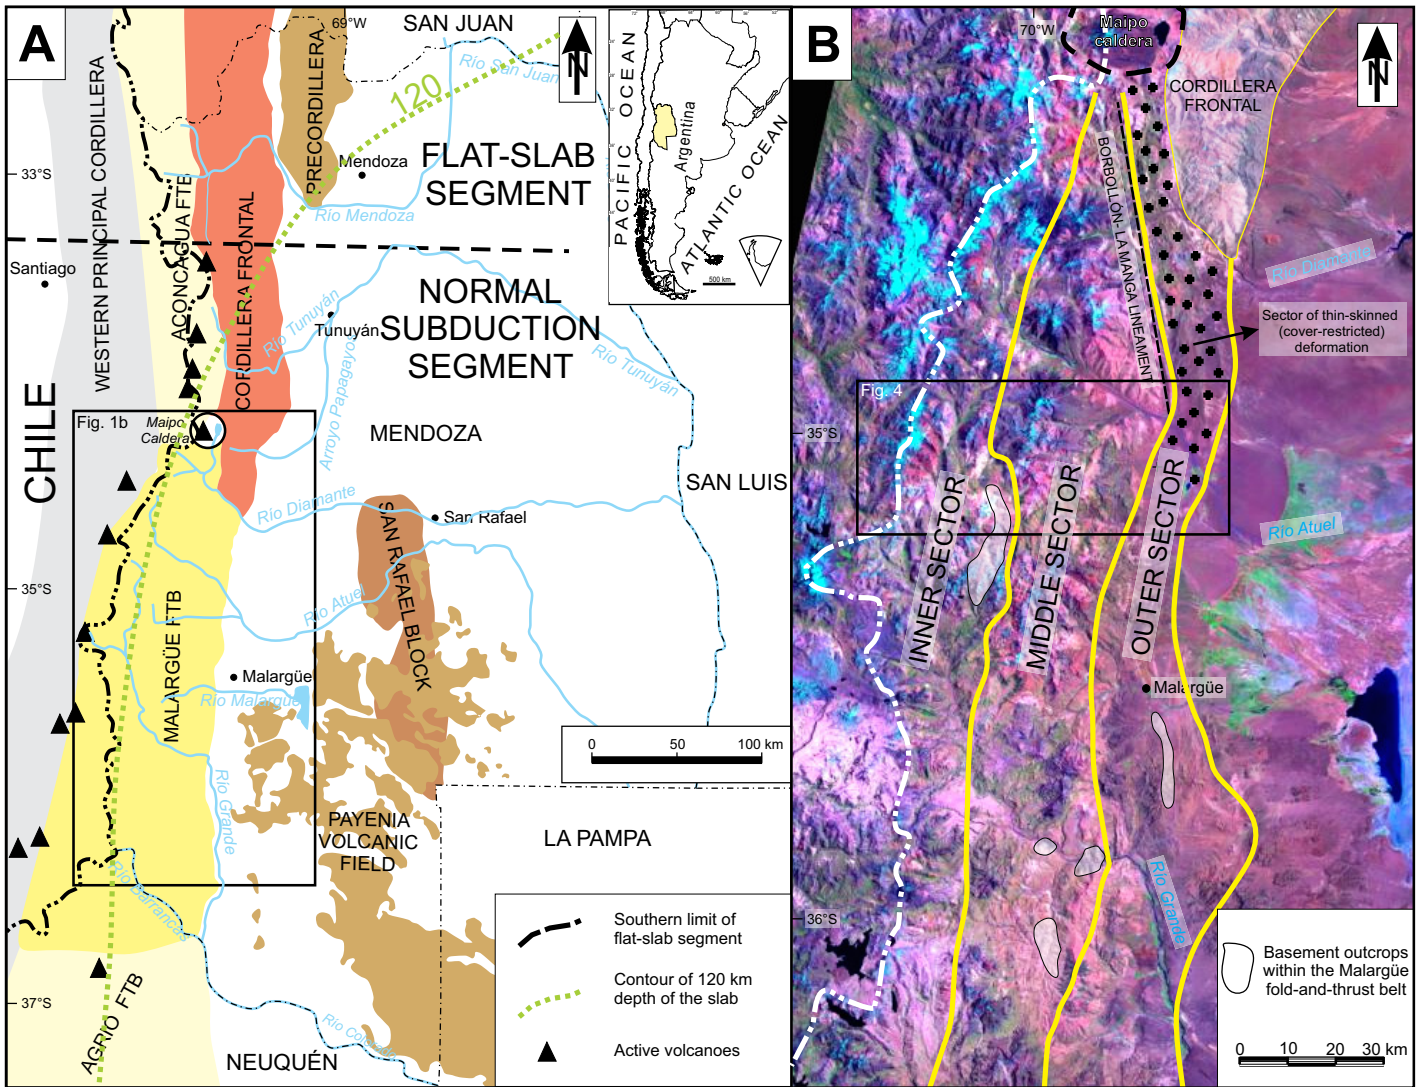 A
69°W
SAN JUAN
Río San Juan
120
N
WESTERN PRINCIPAL CORDILLERA
ACONCAGUA FTB
CORDILLERA FRONTAL
PRECORDILLERA
33°S
Mendoza
FLAT-SLAB
SEGMENT
Río Mendoza
Santiago
NORMAL
SUBDUCTION
SEGMENT
Río Tunuyán
Tunuyán
Río Tunuyán
Arroyo Papagayos
CHILE
Fig. 1b
Maipo
Caldera
MENDOZA
SAN LUIS
Río Diamante
San Rafael
SAN RAFAEL BLOCK
35°S
Río Atuel
MALARGÜE FTB
Malargüe
Río Malargüe
Río Grande
0 50 100 km
PAYENIA
VOLCANIC
FIELD
LA PAMPA
Río Barrancas
AGRIO FTB
37°S
Río Colorado
NEUQUÉN
Southern limit of
flat-slab segment
Contour of 120 km
depth of the slab
Active volcanoes
PACIFIC OCEAN
Argentina
ATLANTIC OCEAN
500 km
B
70°W
Maipo
caldera
N
CORDILLERA
FRONTAL
BORBOLLÓN- LA MANGA LINEAMENT
Río Diamante
Sector of thin-skinned
(cover-restricted)
deformation
Fig. 4
35°S
INNER SECTOR
MIDDLE SECTOR
OUTER SECTOR
Río Atuel
Malargüe
36°S
Río Grande
Basement outcrops
within the Malargüe
fold-and-thrust belt
0 10 20 30 km